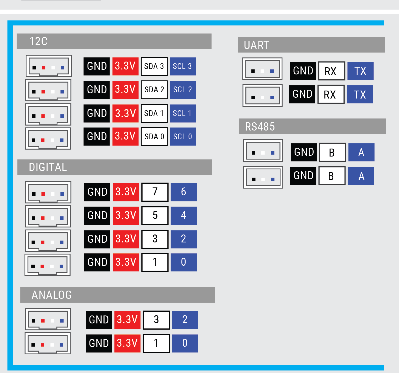 12C
GND 3.3V SDA 3 SCL 3
GND 3.3V SDA 2 SCL 2
GND 3.3V SDA 1 SCL 1
GND 3.3V SDA 0 SCL 0
DIGITAL
GND 3.3V 7 6
GND 3.3V 5 4
GND 3.3V 3 2
GND 3.3V 1 0
ANALOG
GND 3.3V 3 2
GND 3.3V 1 0
UART
GND RX TX
GND RX TX
RS485
GND B A
GND B A